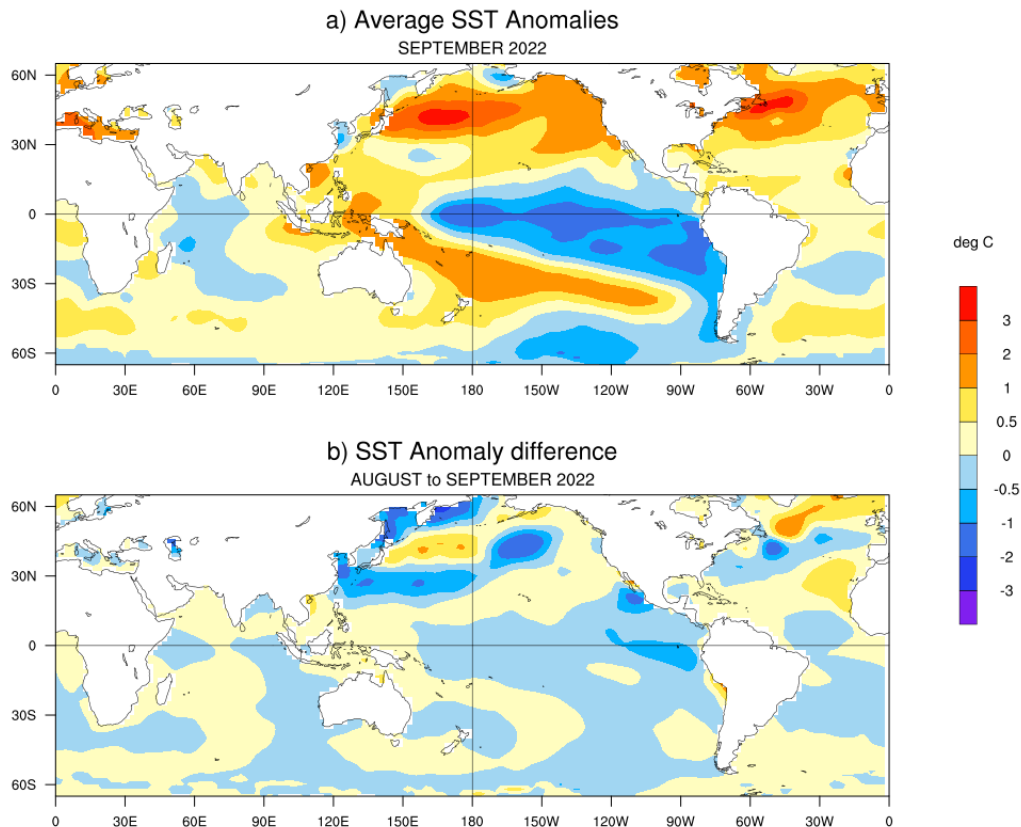 a) Average SST Anomalies
SEPTEMBER 2022
60N
30N
0
30S
60S
0 30E 60E 90E 120E 150E 180 150W 120W 90W 60W 30W 0
deg C
3
2
1
0.5
0
-0.5
-1
-2
-3
b) SST Anomaly difference
AUGUST to SEPTEMBER 2022
60N
30N
0
30S
60S
0 30E 60E 90E 120E 150E 180 150W 120W 90W 60W 30W 0